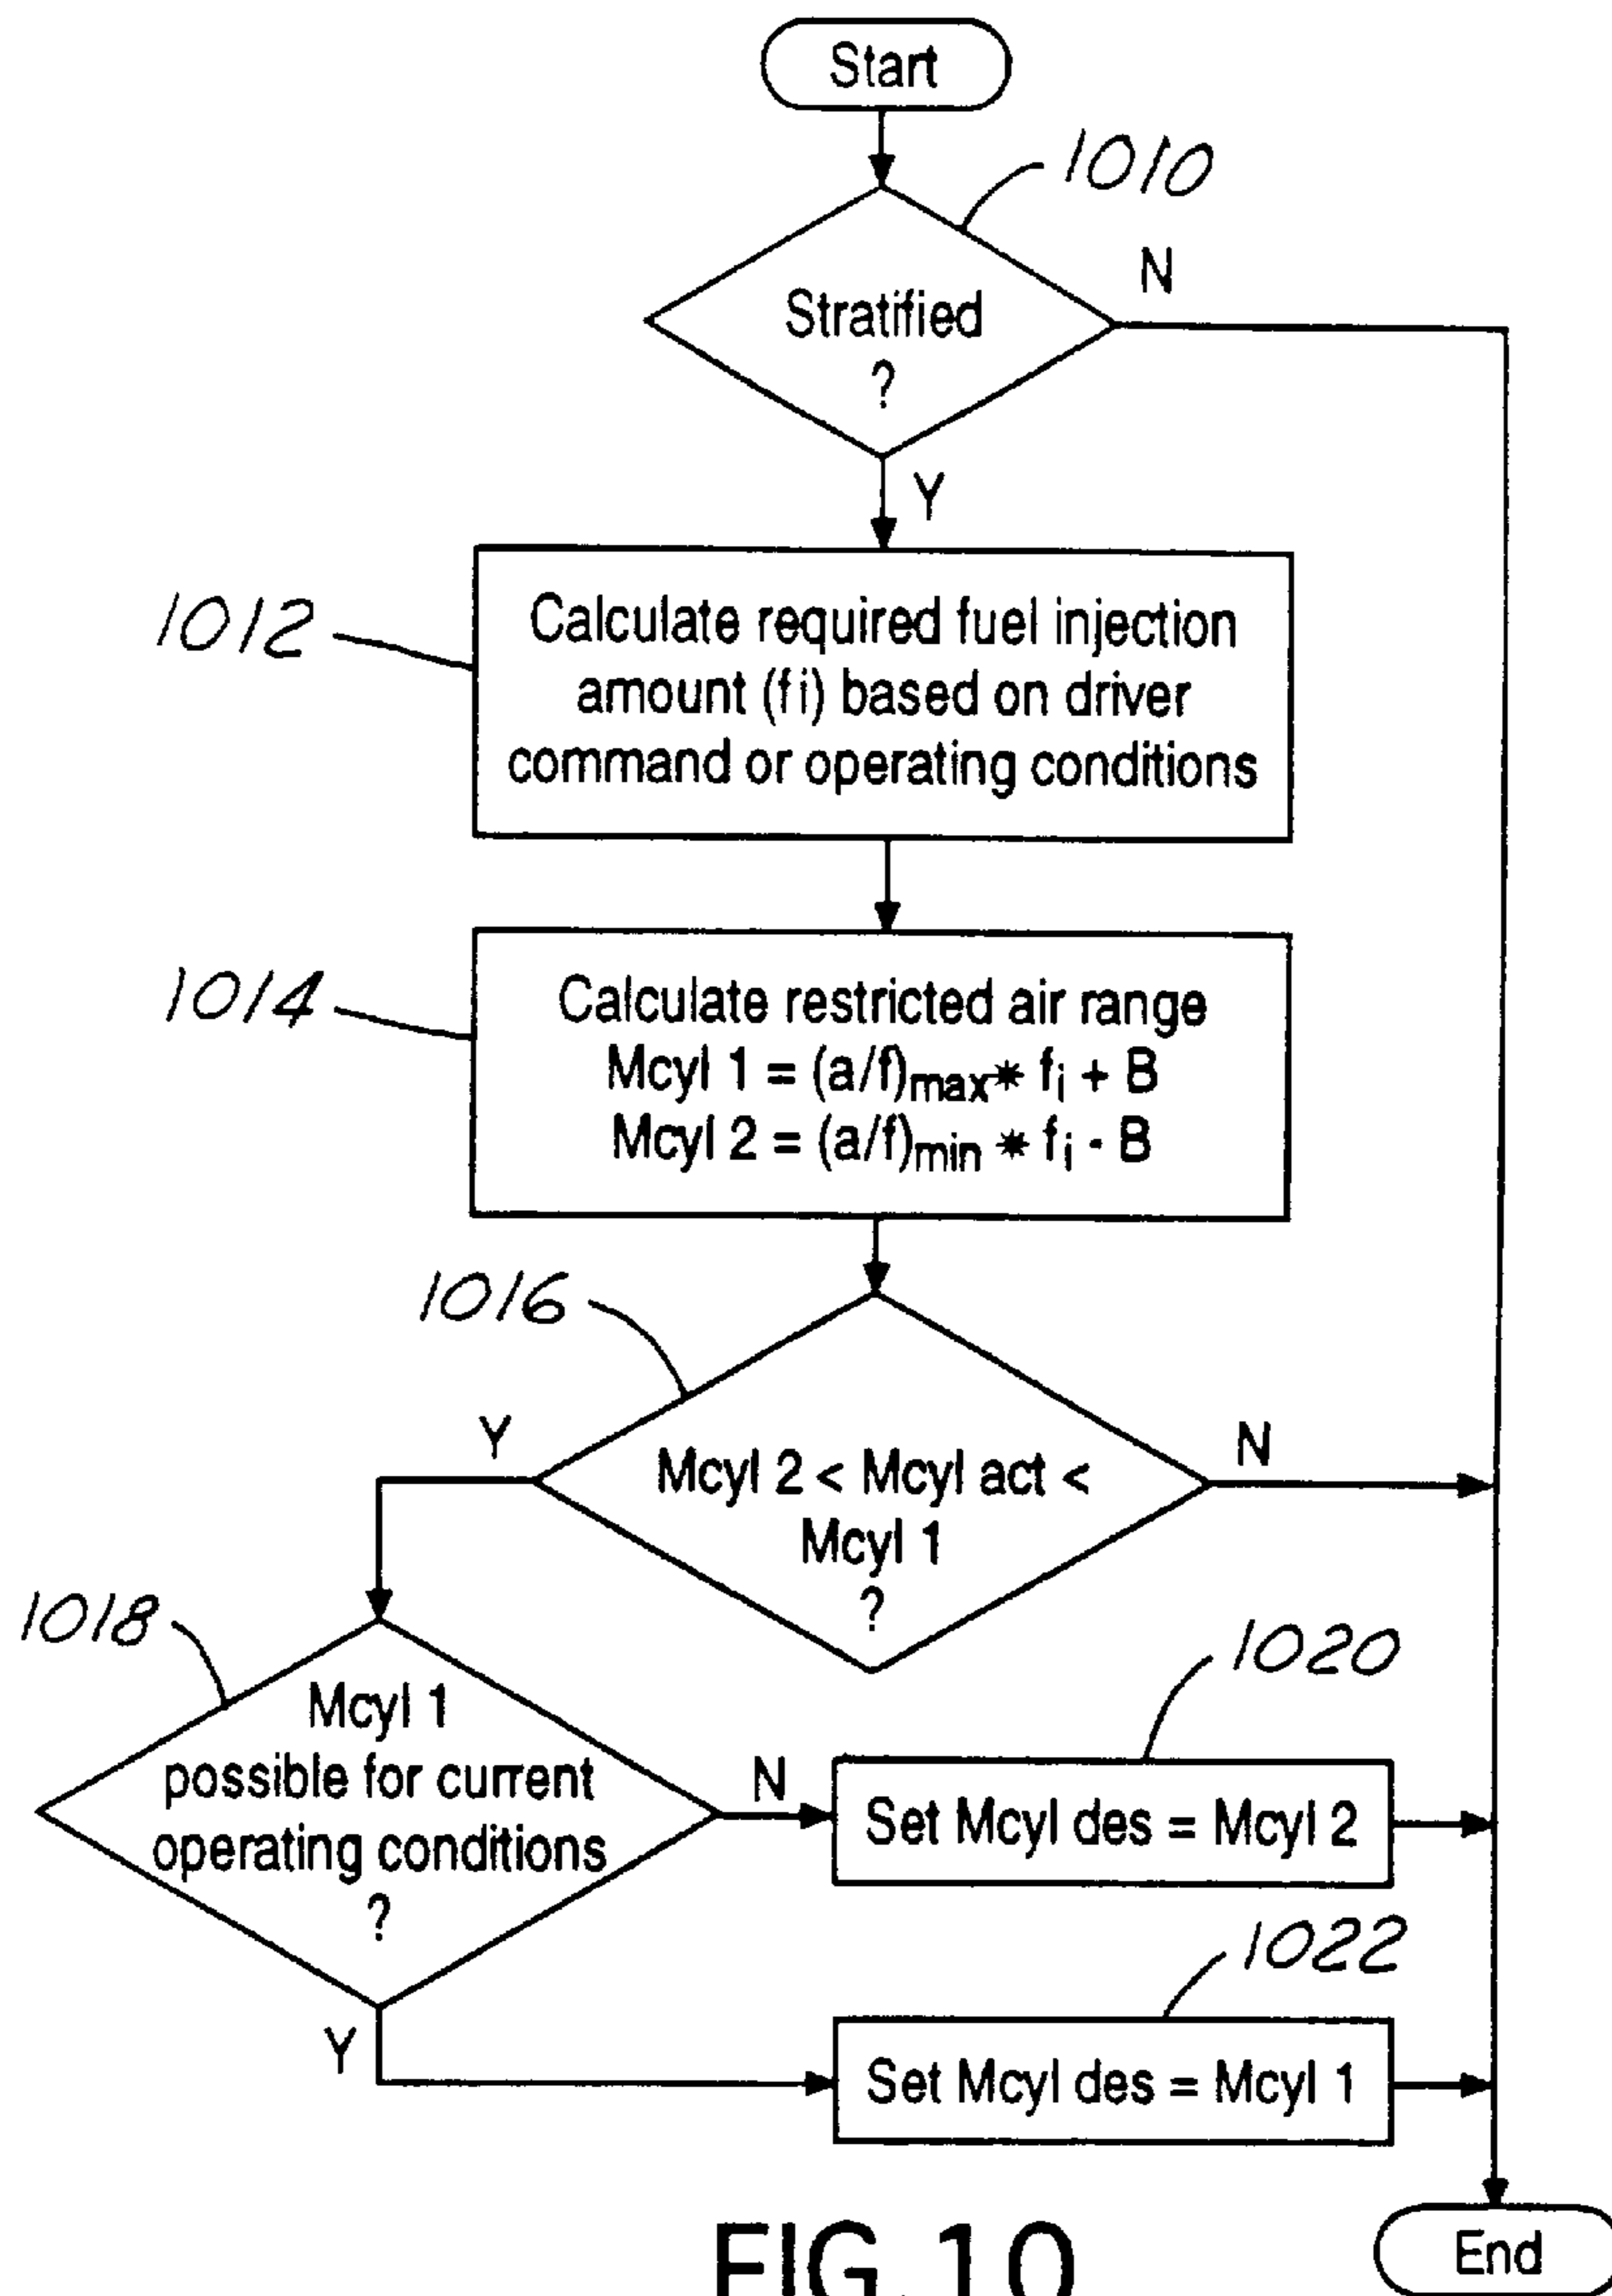 Start
1010
N
Stratified
?
Y
1012
Calculate required fuel injection
amount (fi) based on driver
command or operating conditions
1014
Calculate restricted air range
Mcyl 1 = (a/f)max* fi + B
Mcyl 2 = (a/f)min * fi - B
1016
Y
N
Mcyl 2 < Mcyl act <
Mcyl 1
?
1018
Mcyl 1
possible for current
operating conditions
?
N
1020
Set Mcyl des = Mcyl 2
Y
1022
Set Mcyl des = Mcyl 1
End
FIG.10